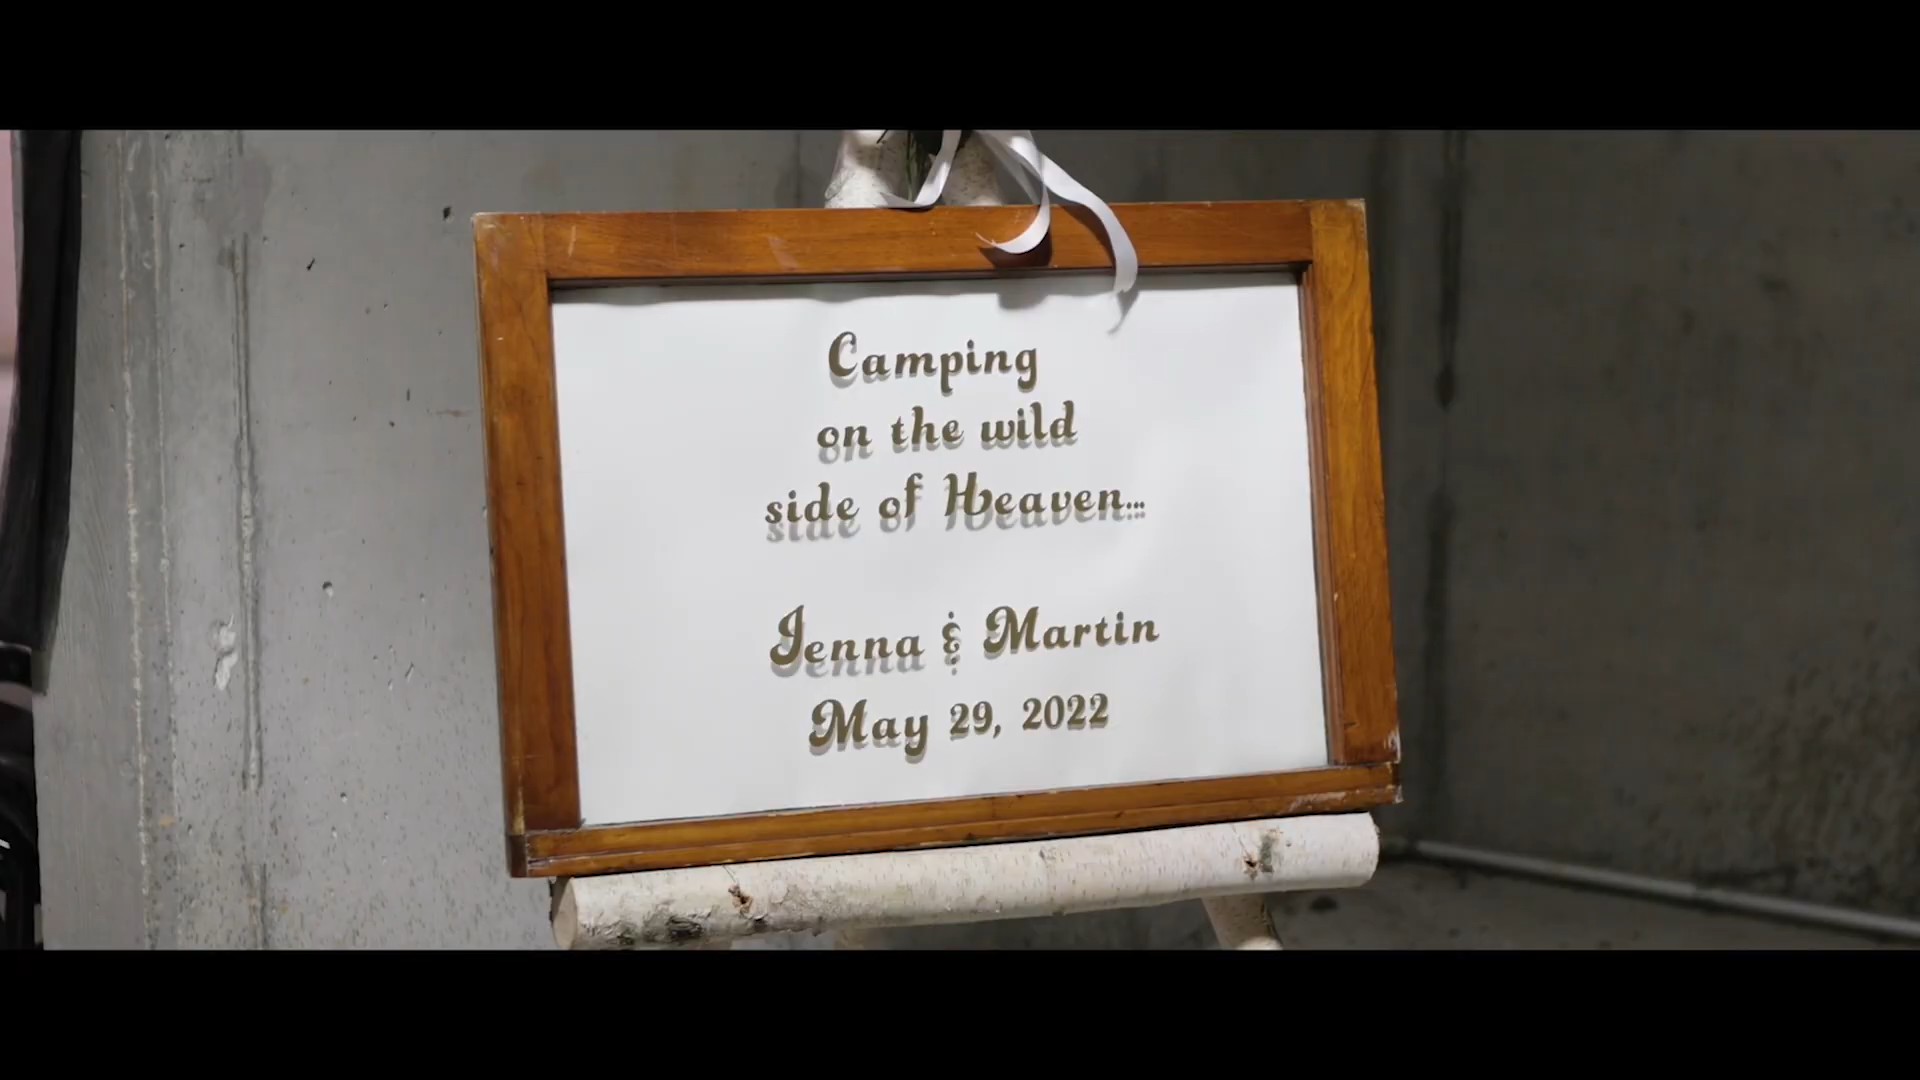 Camping
on the wild
side of Heaven...
Jenna & Martin
May 29, 2022